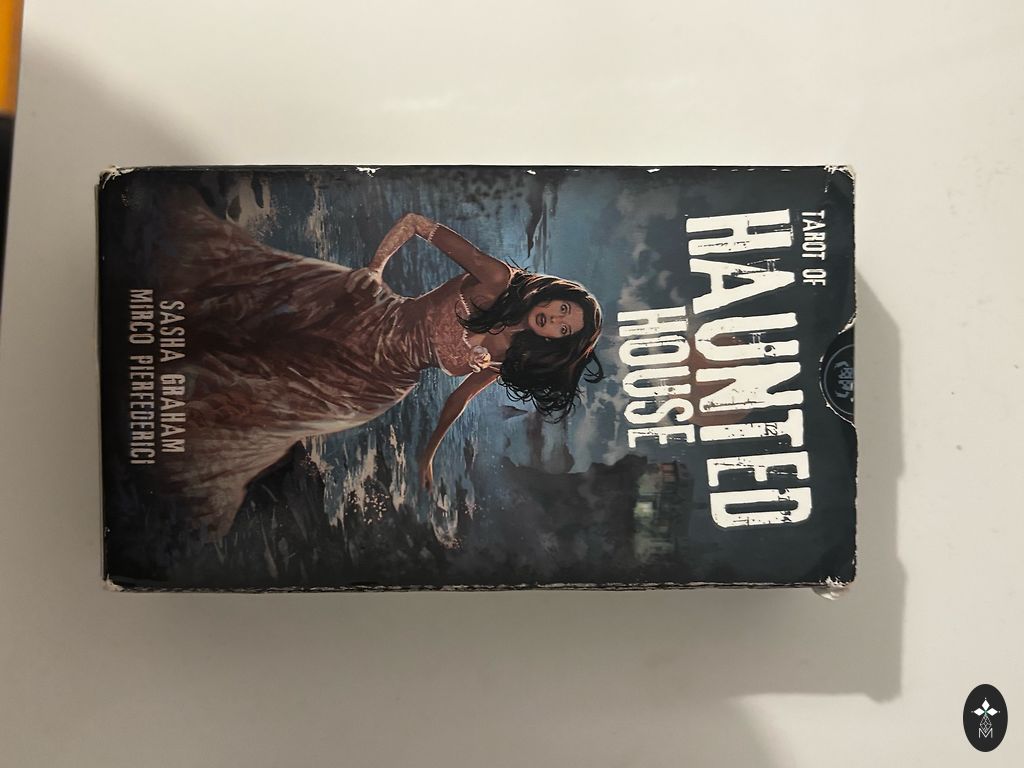 TAROT OF
HAUNTED
HOUSE
SASHA GRAHAM
MIRCO PIERFEDERICI